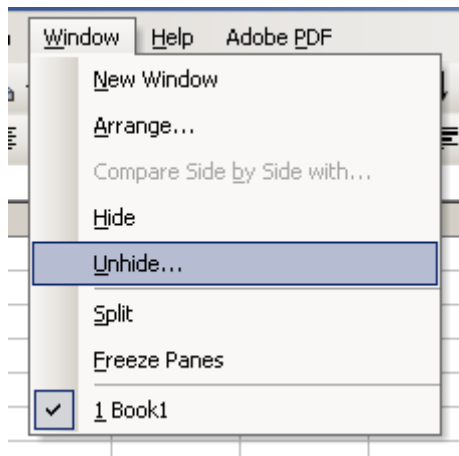 Window Help Adobe PDF
New Window
Arrange...
Compare Side by Side with...
Hide
Unhide...
Split
Freeze Panes
1 Book1